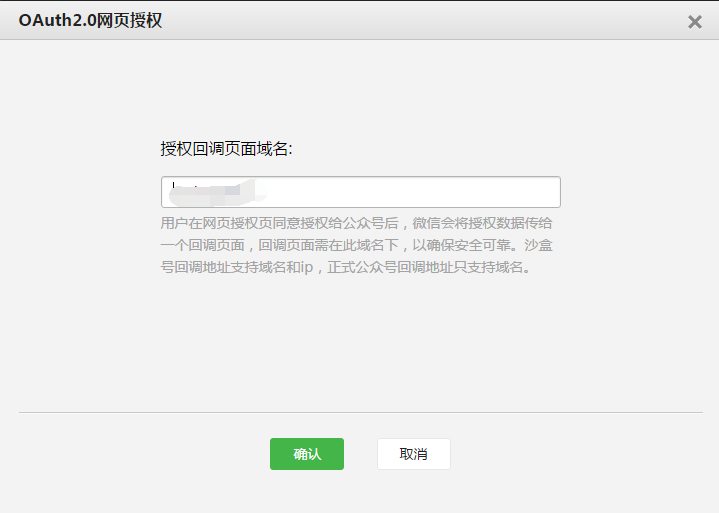 OAuth2.0网页授权
授权回调页面域名:
用户在网页授权页同意授权给公众号后，微信会将授权数据传给
一个回调页面，回调页面需在此域名下，以确保安全可靠。沙盒
号回调地址支持域名和ip，正式公众号回调地址只支持域名。
确认
取消